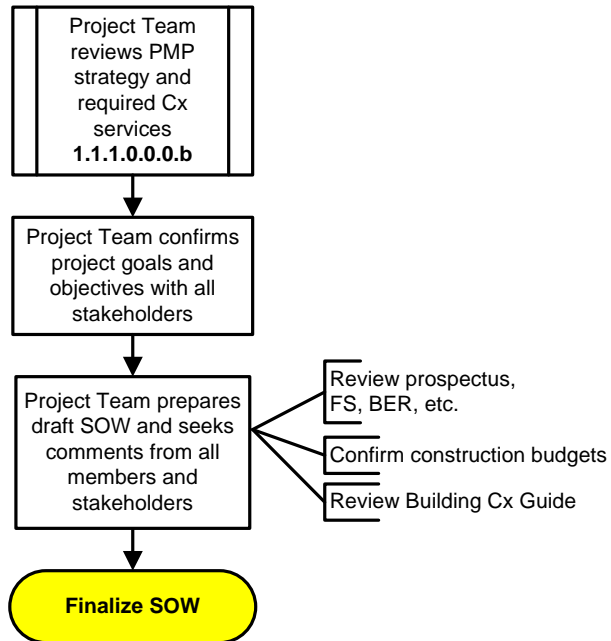 Project Team
reviews PMP
strategy and
required Cx
services
1.1.1.0.0.0.b
Project Team confirms
project goals and
objectives with all
stakeholders
Project Team prepares
draft SOW and seeks
comments from all
members and
stakeholders
Review prospectus,
FS, BER, etc.
Confirm construction budgets
Review Building Cx Guide
Finalize SOW